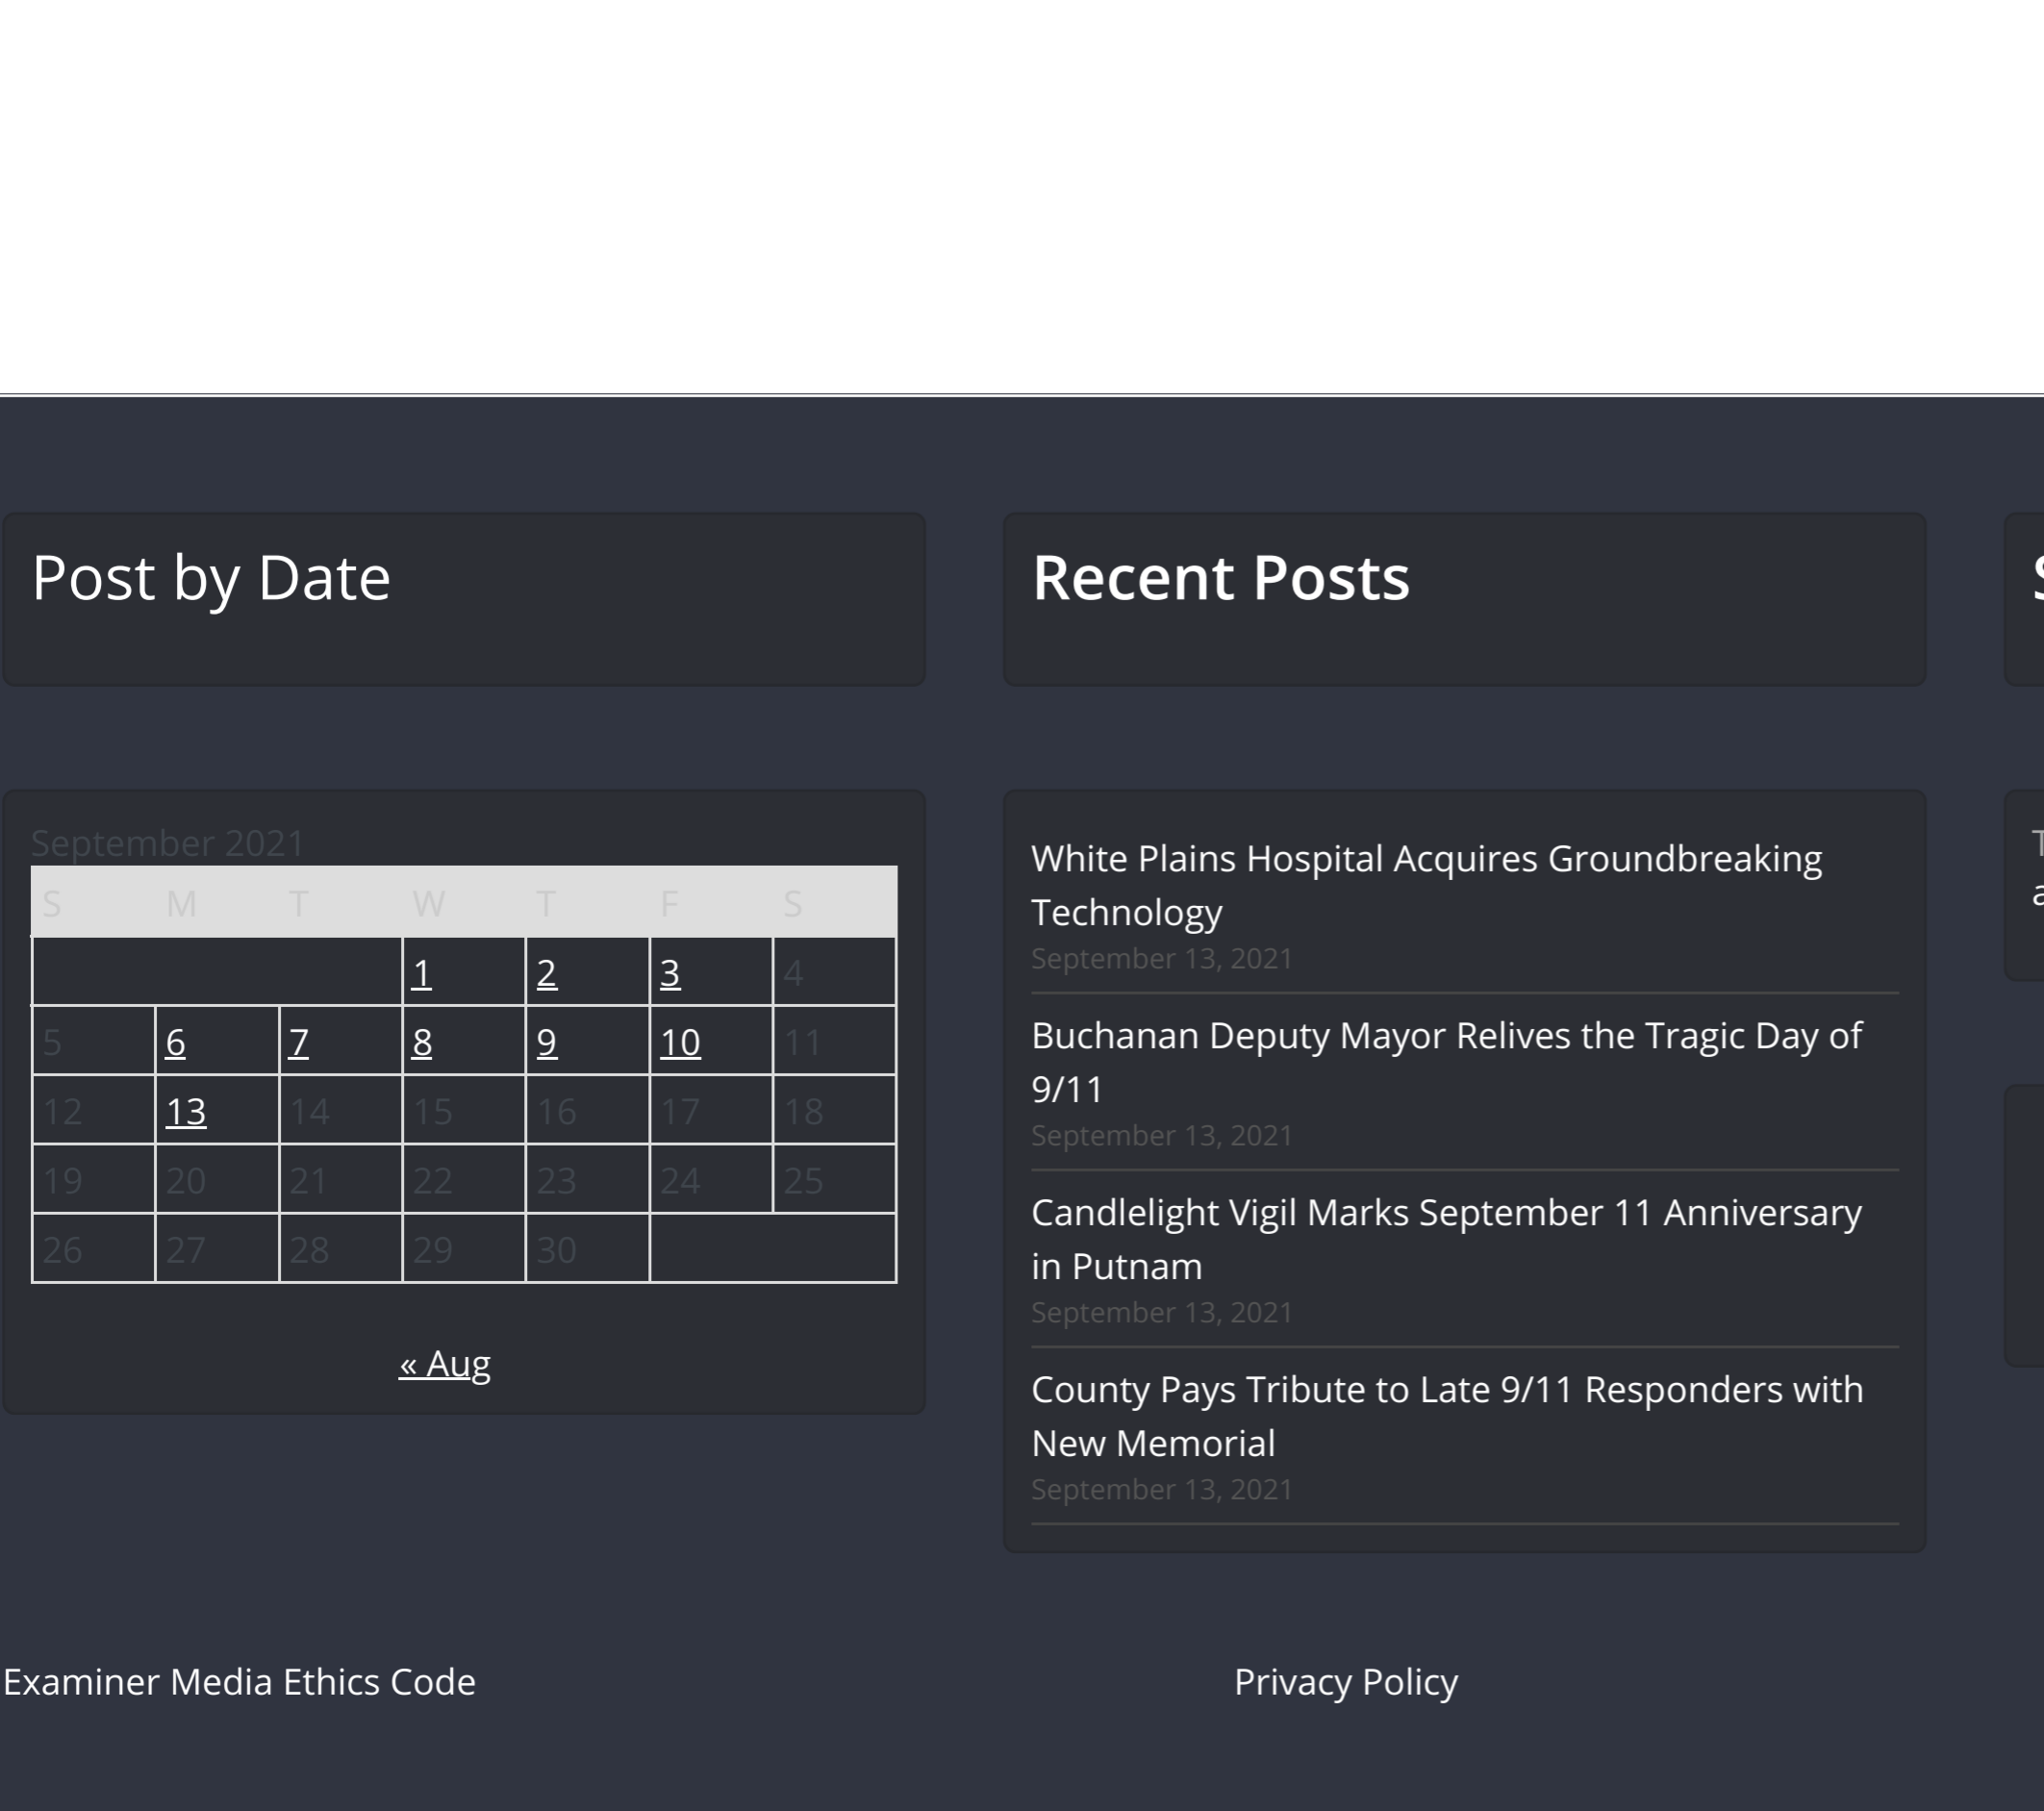 Post by Date
September 2021
S M T W T F S
1 2 3 4
5 6 7 8 9 10 11
12 13 14 15 16 17 18
19 20 21 22 23 24 25
26 27 28 29 30
« Aug
Recent Posts
White Plains Hospital Acquires Groundbreaking
Technology
September 13, 2021
Buchanan Deputy Mayor Relives the Tragic Day of
9/11
September 13, 2021
Candlelight Vigil Marks September 11 Anniversary
in Putnam
September 13, 2021
County Pays Tribute to Late 9/11 Responders with
New Memorial
September 13, 2021
Examiner Media Ethics Code
Privacy Policy